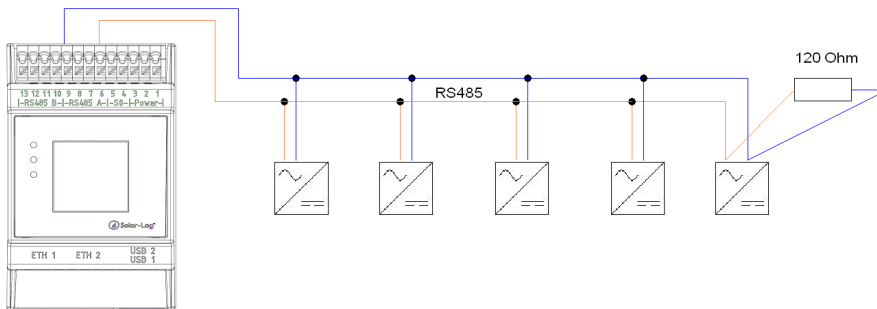 120 Ohm
RS485
13 12 11 10 9 8 7 6 5 4 3 2 1
|-RS485 B-|-RS485 A-|-S0-|-Power-|
Solar-Log™
ETH 1 ETH 2 USB 2
USB 1